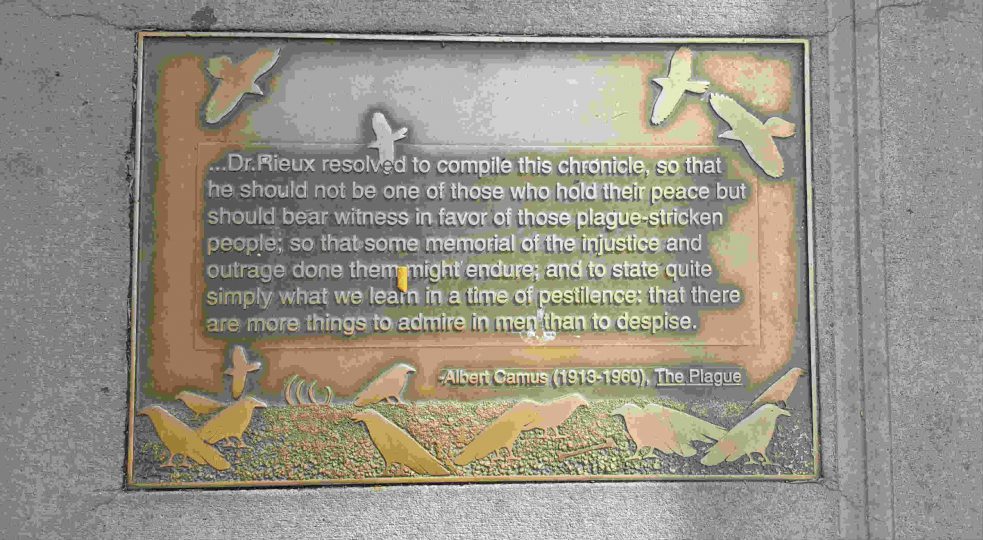 ...Dr. Rieux resolved to compile this chronicle, so that
he should not be one of those who hold their peace but
should bear witness in favor of those plague-stricken
people; so that some memorial of the injustice and
outrage done them might endure; and to state quite
simply what we learn in a time of pestilence: that there
are more things to admire in men than to despise.
-Albert Camus (1913-1960), The Plague